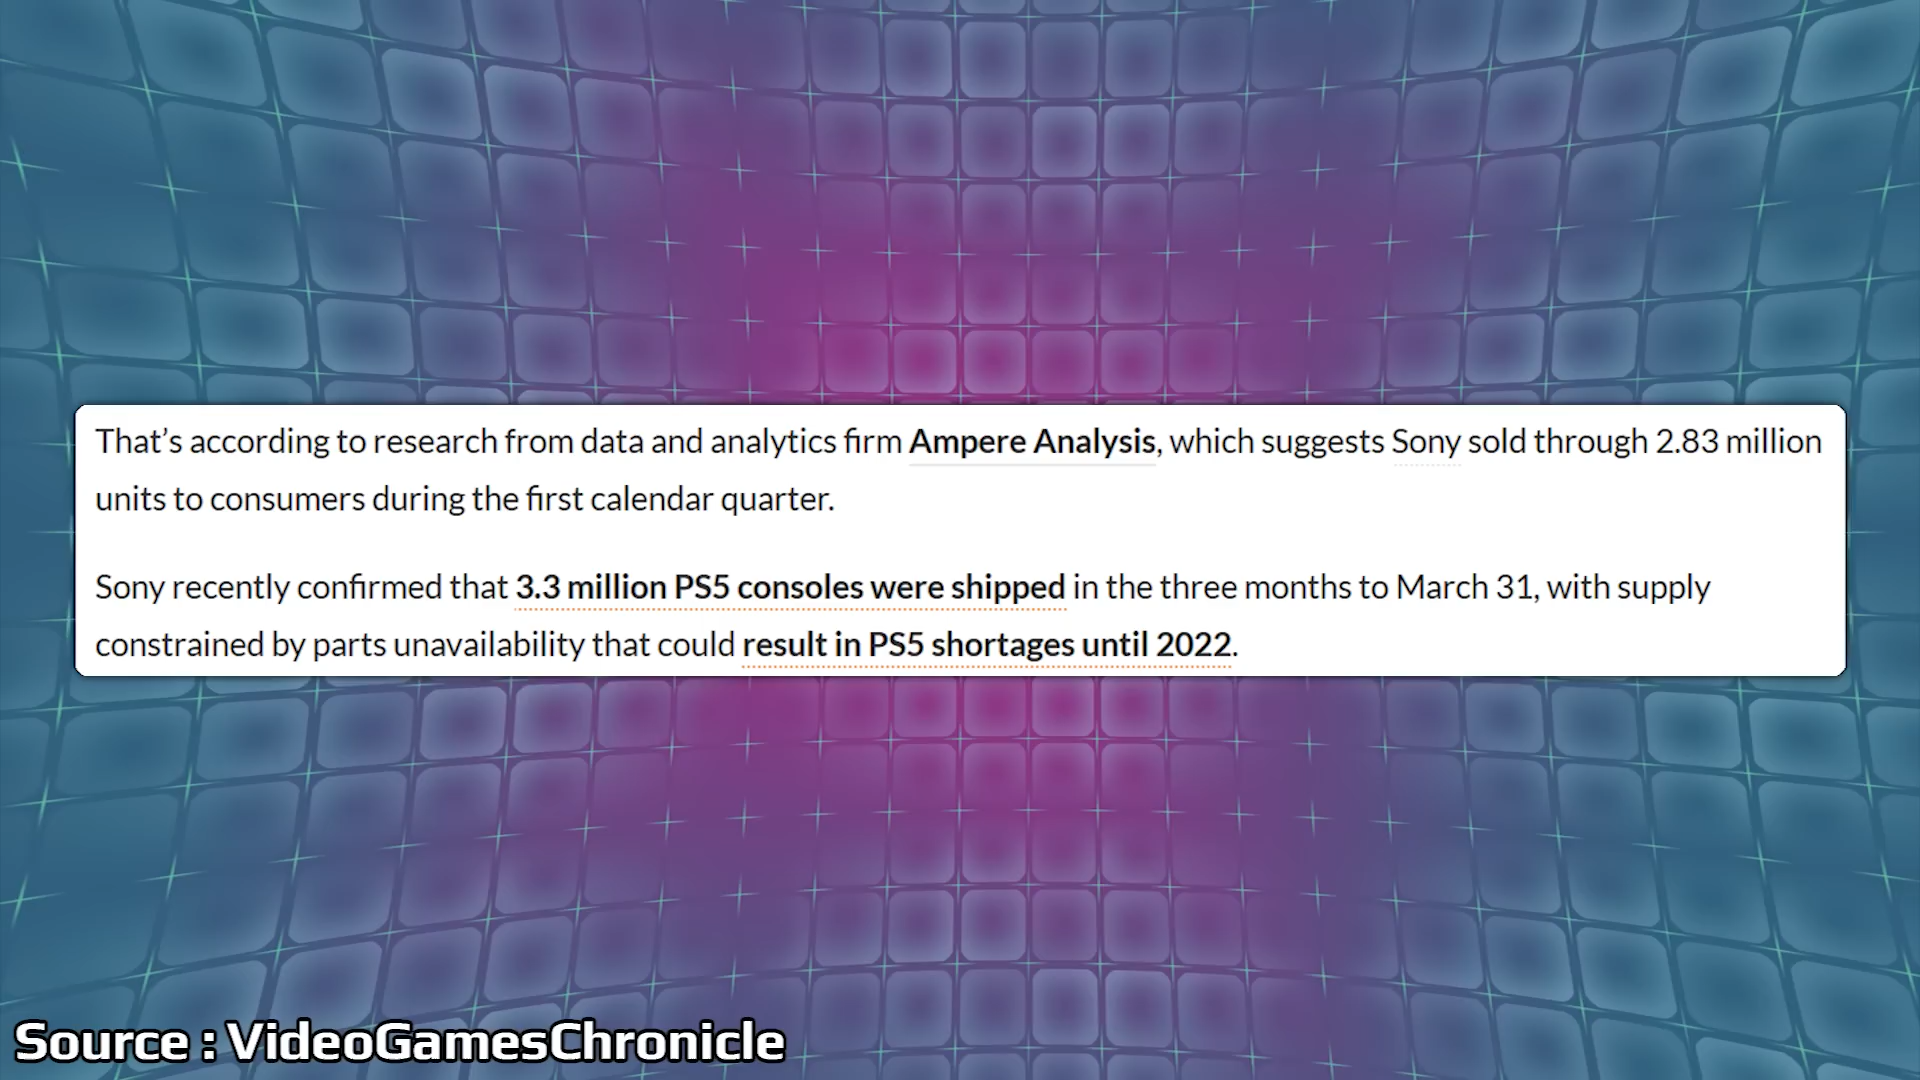 That’s according to research from data and analytics firm Ampere Analysis, which suggests Sony sold through 2.83 million
units to consumers during the first calendar quarter.
Sony recently confirmed that 3.3 million PS5 consoles were shipped in the three months to March 31, with supply
constrained by parts unavailability that could result in PS5 shortages until 2022.
Source : VideoGamesChronicle